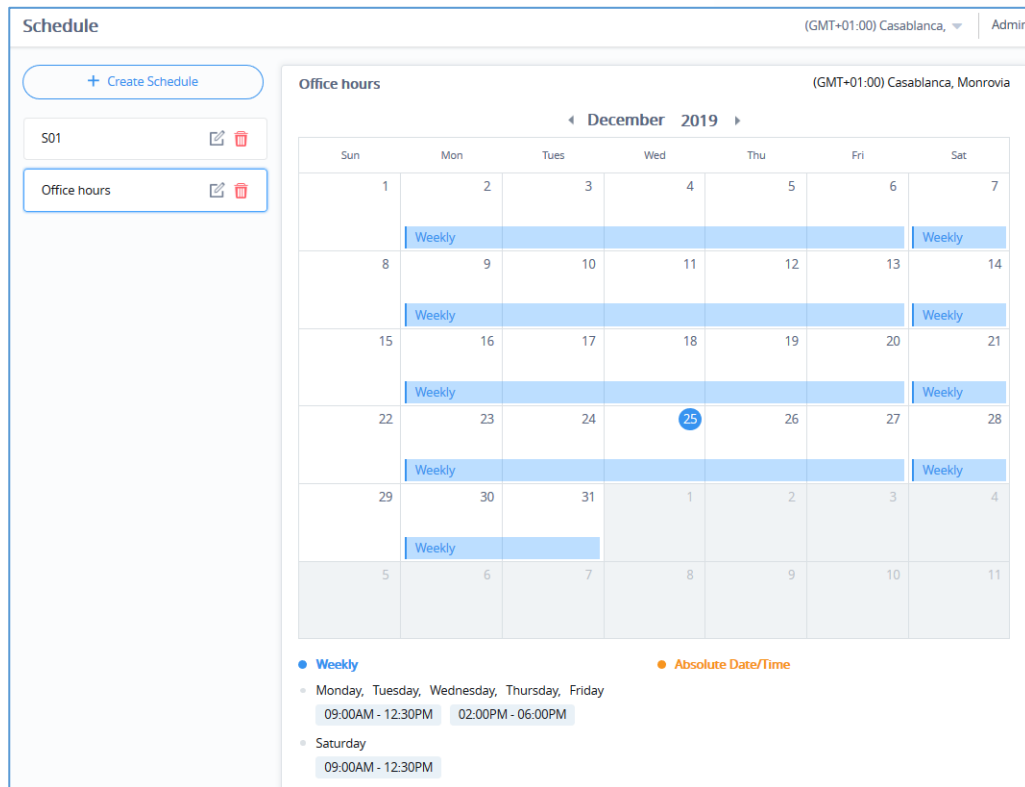 Schedule
(GMT+01:00) Casablanca,
Admin
+ Create Schedule
S01
Office hours
Office hours
(GMT+01:00) Casablanca, Monrovia
December 2019
Sun Mon Tues Wed Thu Fri Sat
1 2 3 4 5 6 7
Weekly Weekly
8 9 10 11 12 13 14
Weekly Weekly
15 16 17 18 19 20 21
Weekly Weekly
22 23 24 25 26 27 28
Weekly Weekly
29 30 31 1 2 3 4
Weekly
5 6 7 8 9 10 11
Weekly
Absolute Date/Time
Monday, Tuesday, Wednesday, Thursday, Friday
09:00AM - 12:30PM 02:00PM - 06:00PM
Saturday
09:00AM - 12:30PM